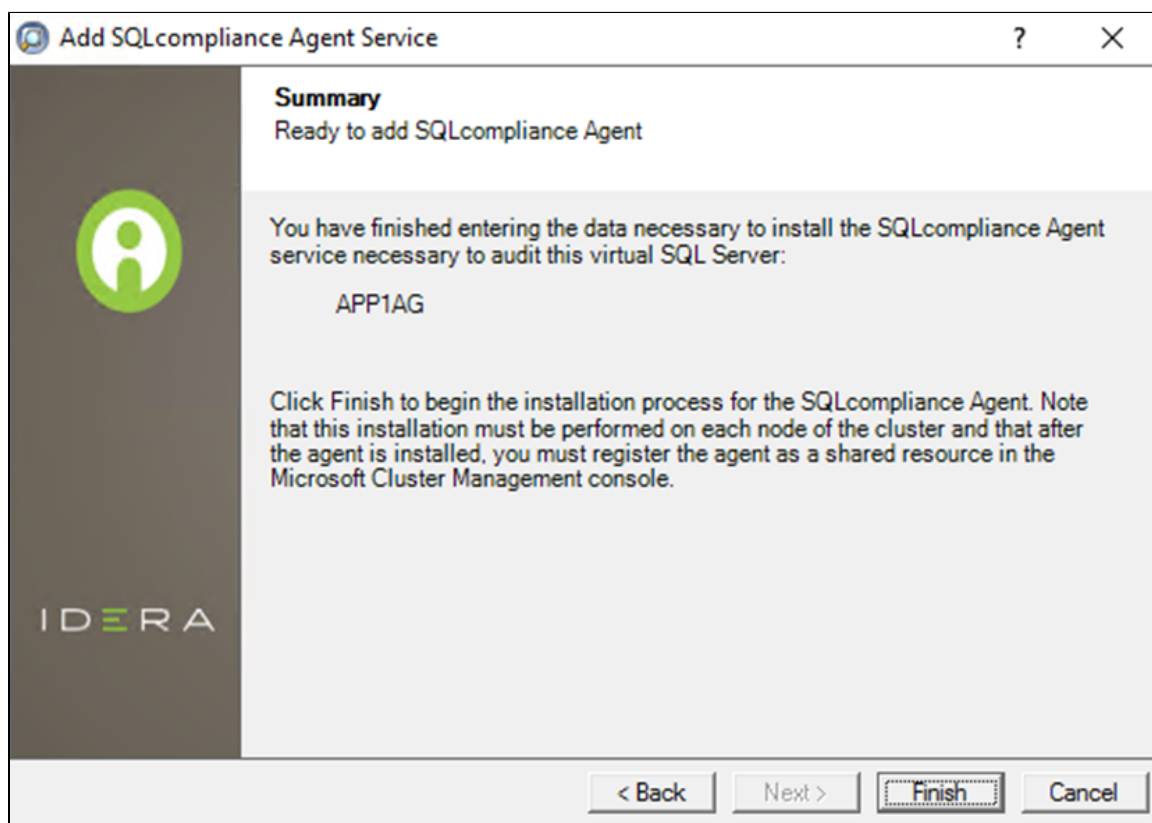 Add SQLcompliance Agent Service
?
Summary
Ready to add SQLcompliance Agent
You have finished entering the data necessary to install the SQLcompliance Agent
service necessary to audit this virtual SQL Server:
APP1AG
Click Finish to begin the installation process for the SQLcompliance Agent. Note
that this installation must be performed on each node of the cluster and that after
the agent is installed, you must register the agent as a shared resource in the
Microsoft Cluster Management console.
IDERA
< Back
Next >
Finish
Cancel